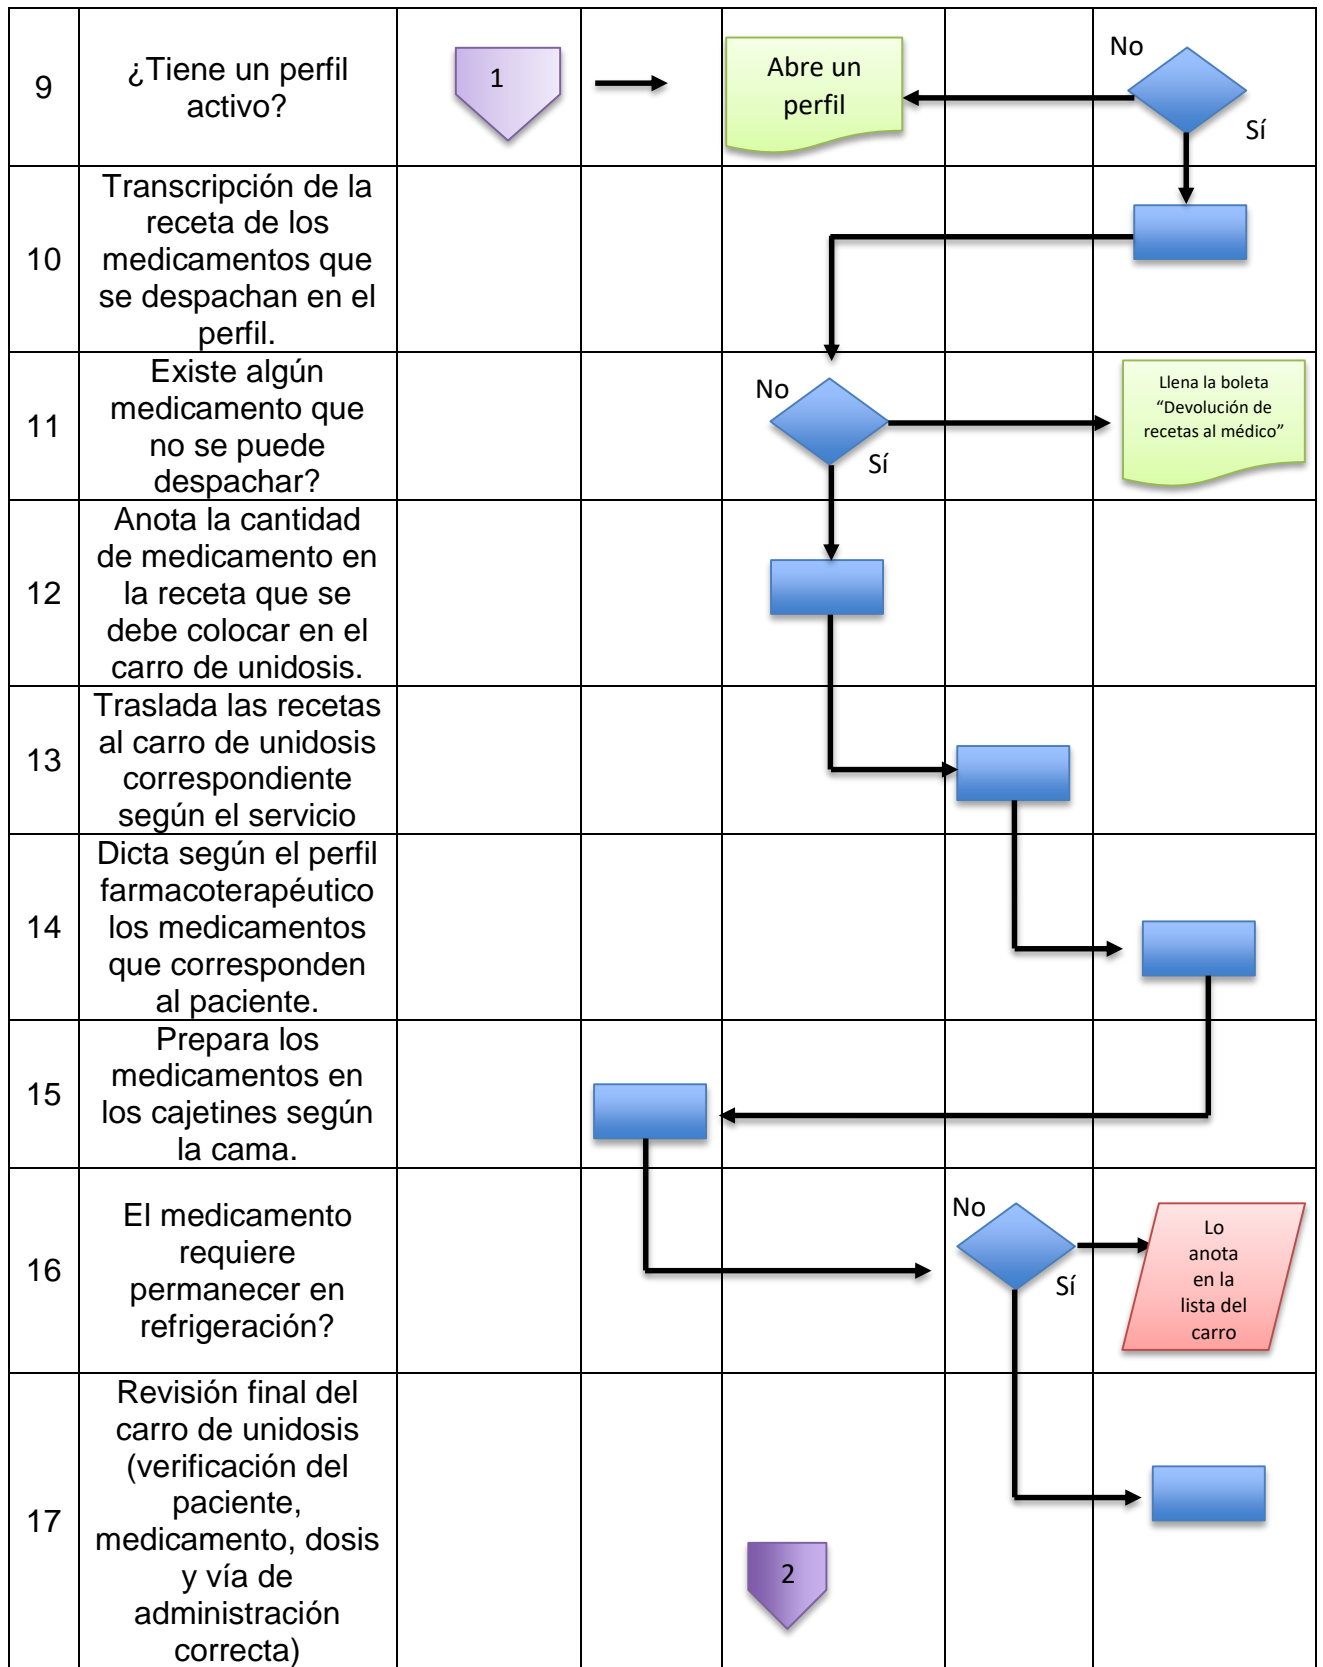 9
¿Tiene un perfil
activo?
1
Abre un
perfil
No
Sí
10
Transcripción de la
receta de los
medicamentos que
se despachan en el
perfil.
11
Existe algún
medicamento que
no se puede
despachar?
No
Sí
Llena la boleta
“Devolución de
recetas al médico”
12
Anota la cantidad
de medicamento en
la receta que se
debe colocar en el
carro de unidosis.
13
Traslada las recetas
al carro de unidosis
correspondiente
según el servicio
14
Dicta según el perfil
farmacoterapéutico
los medicamentos
que corresponden
al paciente.
15
Prepara los
medicamentos en
los cajetines según
la cama.
16
El medicamento
requiere
permanecer en
refrigeración?
No
Sí
Lo
anota
en la
lista del
carro
17
Revisión final del
carro de unidosis
(verificación del
paciente,
medicamento, dosis
y vía de
administración
correcta)
2